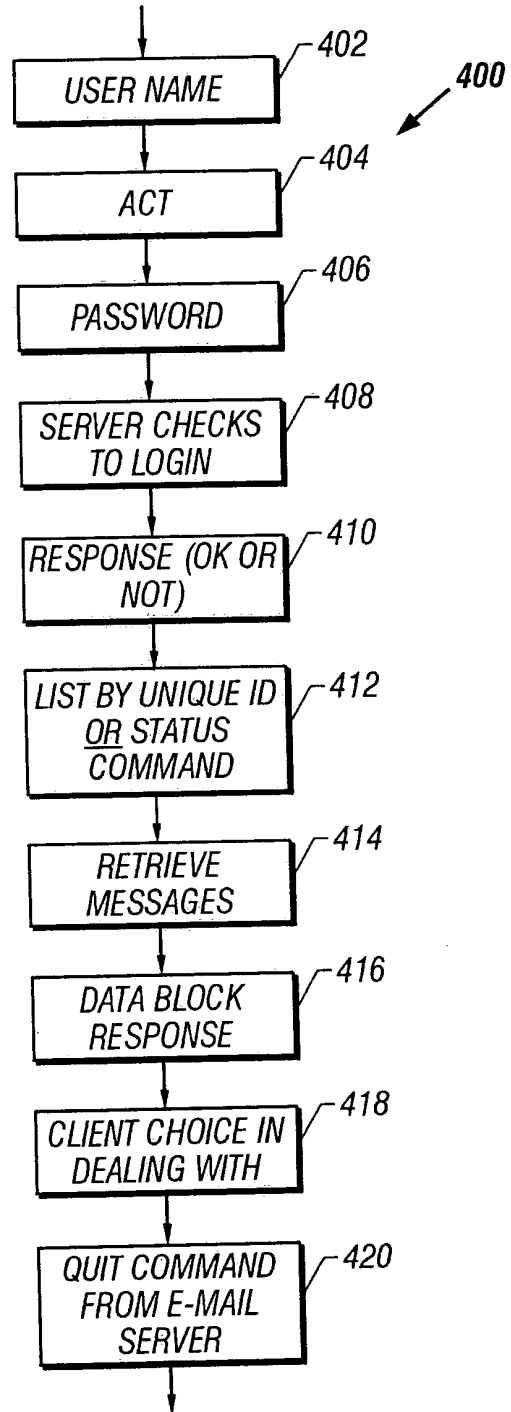 402
USER NAME
400
404
ACT
406
PASSWORD
408
SERVER CHECKS
TO LOGIN
410
RESPONSE (OK OR
NOT)
412
LIST BY UNIQUE ID
OR STATUS
COMMAND
414
RETRIEVE
MESSAGES
416
DATA BLOCK
RESPONSE
418
CLIENT CHOICE IN
DEALING WITH
420
QUIT COMMAND
FROM E-MAIL
SERVER